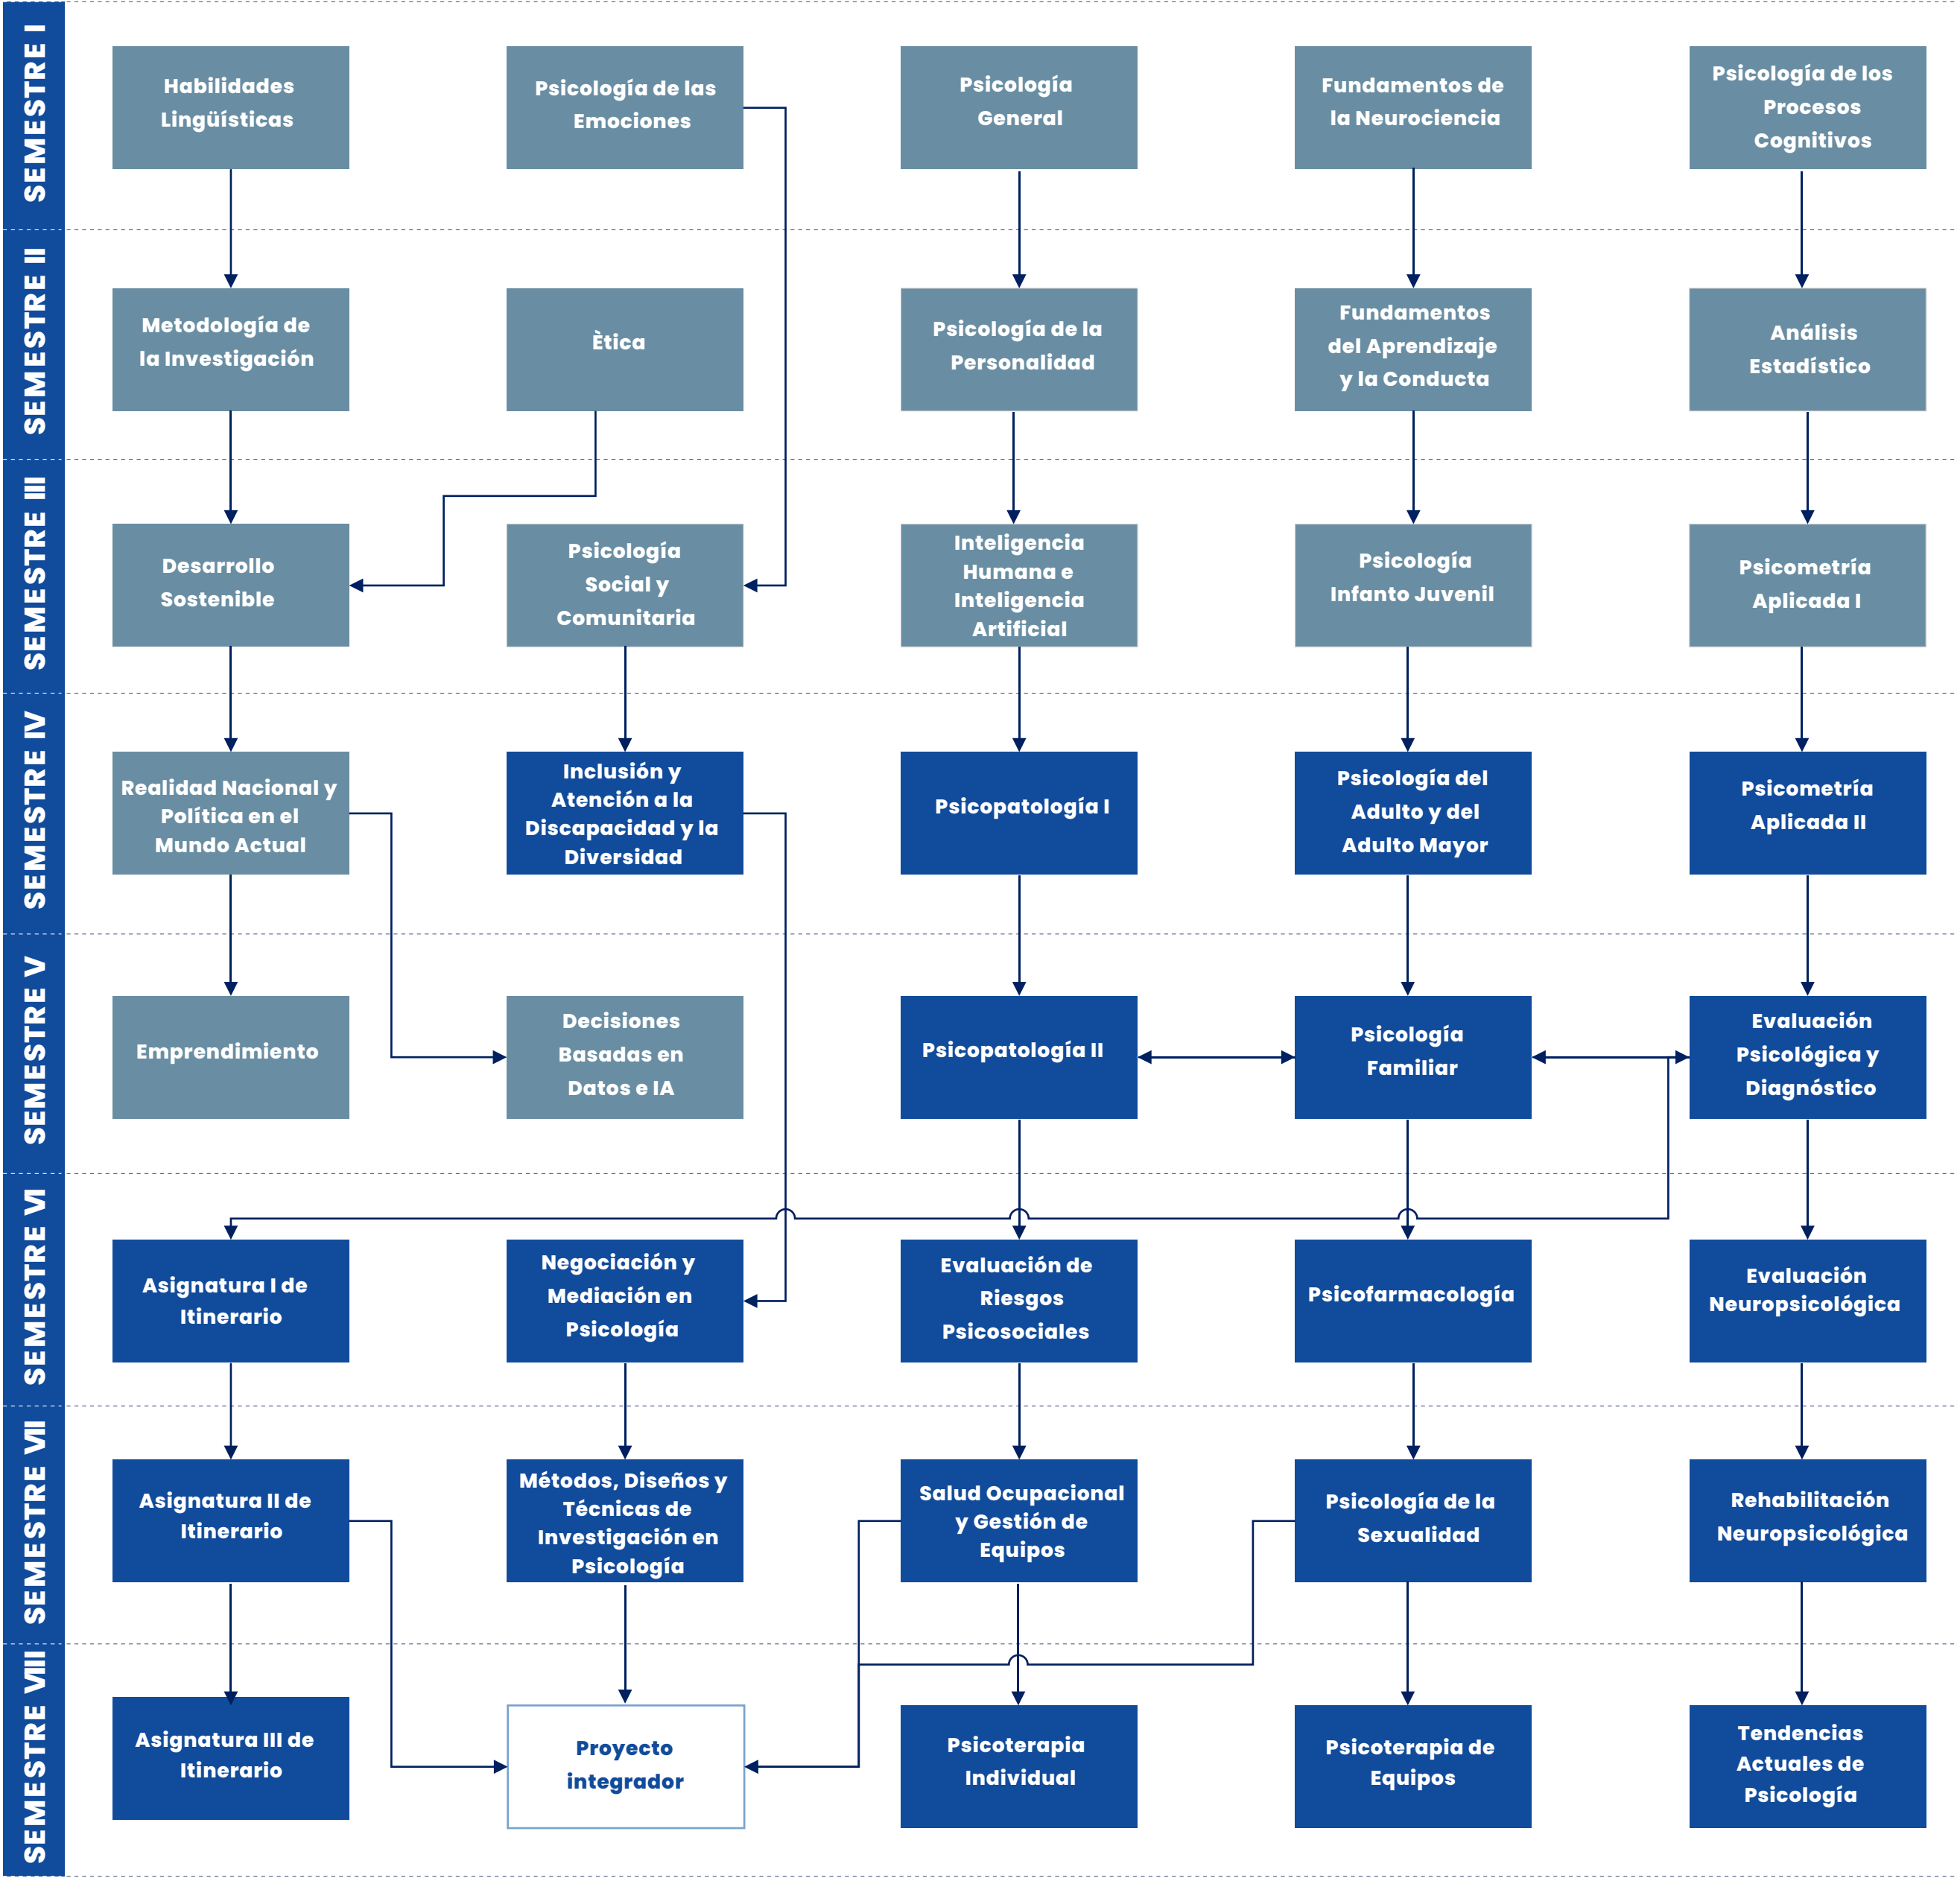 SEMESTRE I
Habilidades
Lingüísticas
Psicología de las
Emociones
Psicología
General
Fundamentos de
la Neurociencia
Psicología de los
Procesos
Cognitivos
SEMESTRE II
Metodología de
la Investigación
Ètica
Psicología de la
Personalidad
Fundamentos
del Aprendizaje
y la Conducta
Análisis
Estadístico
SEMESTRE III
Desarrollo
Sostenible
Psicología
Social y
Comunitaria
Inteligencia
Humana e
Inteligencia
Artificial
Psicología
Infanto Juvenil
Psicometría
Aplicada I
SEMESTRE IV
Realidad Nacional y
Política en el
Mundo Actual
Inclusión y
Atención a la
Discapacidad y la
Diversidad
Psicopatología I
Psicología del
Adulto y del
Adulto Mayor
Psicometría
Aplicada II
SEMESTRE V
Emprendimiento
Decisiones
Basadas en
Datos e IA
Psicopatología II
Psicología
Familiar
Evaluación
Psicológica y
Diagnóstico
SEMESTRE VI
Asignatura I de
Itinerario
Negociación y
Mediación en
Psicología
Evaluación de
Riesgos
Psicosociales
Psicofarmacología
Evaluación
Neuropsicológica
SEMESTRE VII
Asignatura II de
Itinerario
Métodos, Diseños y
Técnicas de
Investigación en
Psicología
Salud Ocupacional
y Gestión de
Equipos
Psicología de la
Sexualidad
Rehabilitación
Neuropsicológica
SEMESTRE VIII
Asignatura III de
Itinerario
Proyecto
integrador
Psicoterapia
Individual
Psicoterapia de
Equipos
Tendencias
Actuales de
Psicología